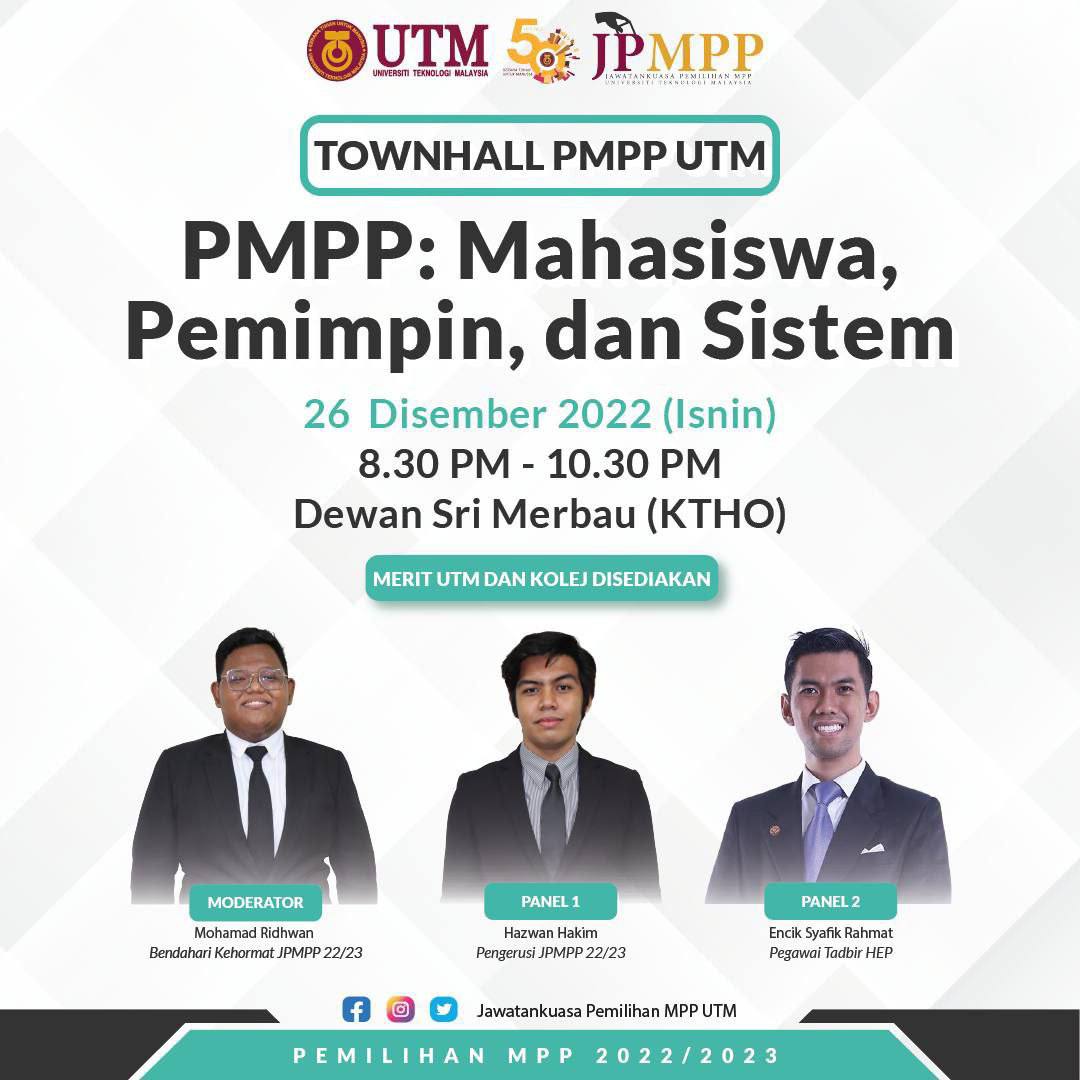 UTM
UNIVERSITI TEKNOLOGI MALAYSIA
50
JPMPP
JAWATANKUASA PEMILIHAN MPP
UNIVERSITI TEKNOLOGI MALAYSIA
TOWNHALL PMPP UTM
PMPP: Mahasiswa,
Pemimpin, dan Sistem
26 Disember 2022 (Isnin)
8.30 PM - 10.30 PM
Dewan Sri Merbau (KTHO)
MERIT UTM DAN KOLEJ DISEDIAKAN
MODERATOR
Mohamad Ridhwan
Bendahari Kehormat JPMPP 22/23
PANEL 1
Hazwan Hakim
Pengerusi JPMPP 22/23
PANEL 2
Encik Syafik Rahmat
Pegawai Tadbir HEP
Jawatankuasa Pemilihan MPP UTM
PEMILIHAN MPP 2022/2023